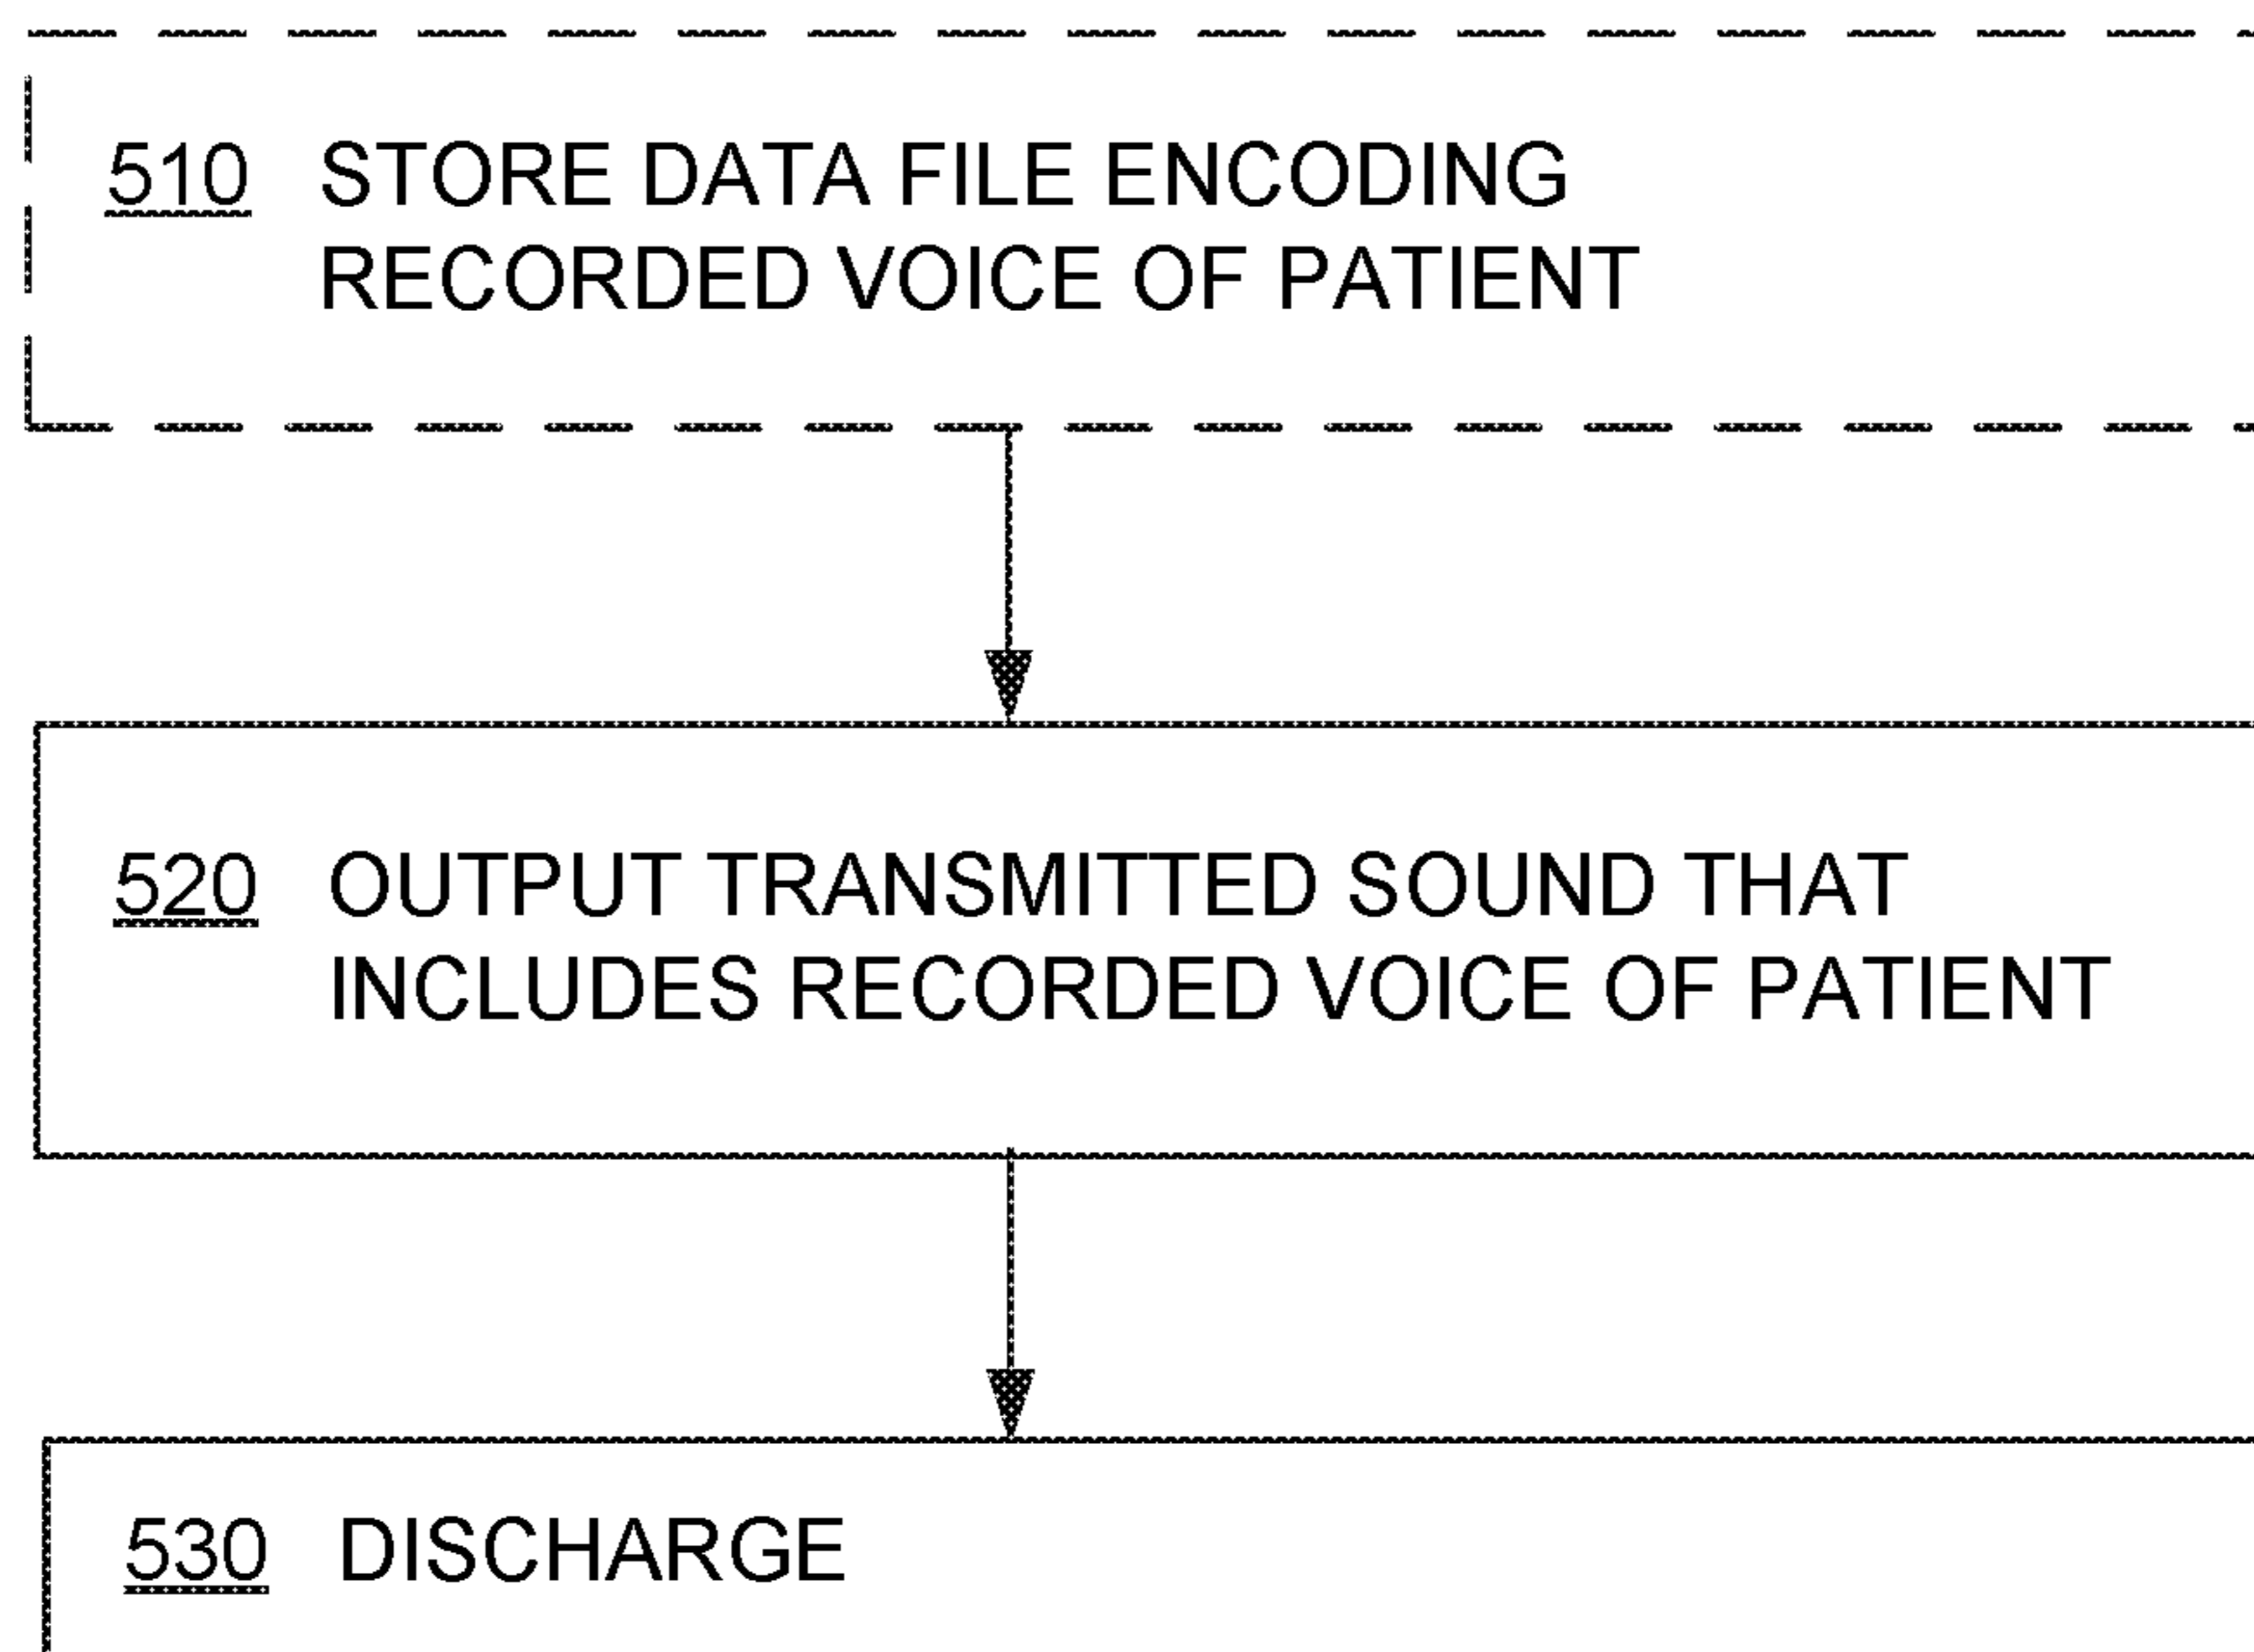 510 STORE DATA FILE ENCODING
RECORDED VOICE OF PATIENT
520 OUTPUT TRANSMITTED SOUND THAT
INCLUDES RECORDED VOICE OF PATIENT
530 DISCHARGE